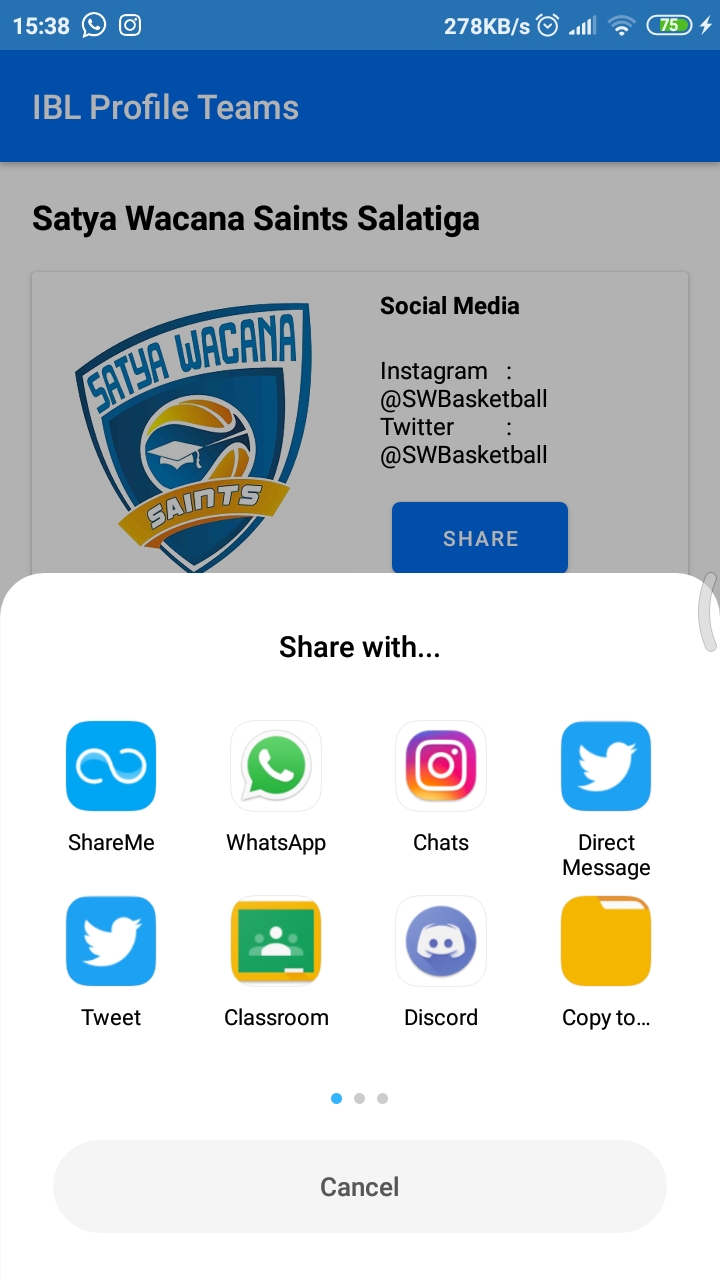 15:38 278KB/s 75
IBL Profile Teams
Satya Wacana Saints Salatiga
SATYA WACANA
SAINTS
Social Media
Instagram :
@SWBasketball
Twitter :
@SWBasketball
SHARE
Share with...
ShareMe WhatsApp Chats Direct
Message
Tweet Classroom Discord Copy to...
Cancel